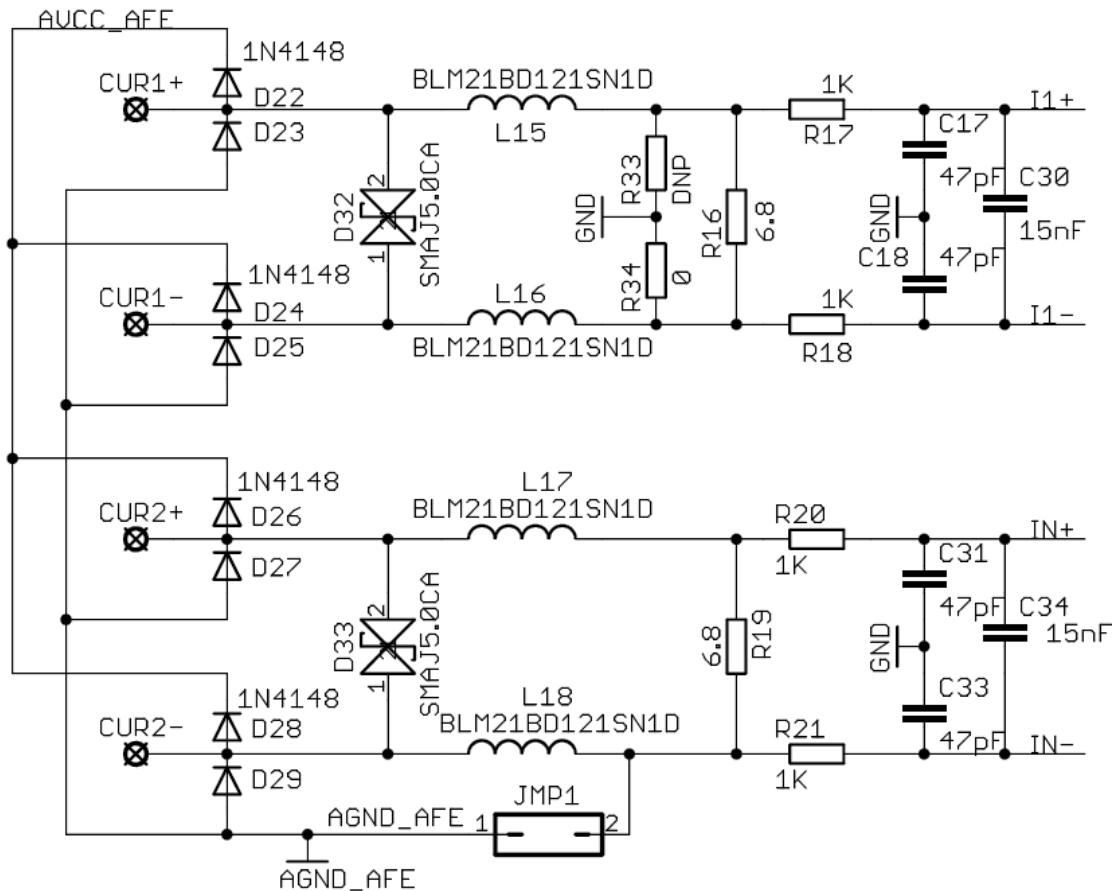 AVCC_AFE
1N4148
CUR1+
D22
D23
BLM21BD121SN1D
L15
1K
R17
I1+
C17
47pF
C30
15nF
D32
2
1
SMAJ5.0CA
GND
R33
DNP
R34
0
R16
6.8
GND
C18
47pF
1N4148
CUR1-
D24
D25
L16
BLM21BD121SN1D
1K
R18
I1-
1N4148
CUR2+
D26
D27
L17
BLM21BD121SN1D
R20
1K
IN+
C31
47pF
C34
15nF
D33
2
1
SMAJ5.0CA
6.8
R19
GND
C33
47pF
1N4148
CUR2-
D28
D29
L18
BLM21BD121SN1D
R21
1K
IN-
JMP1
AGND_AFE
1
2
AGND_AFE